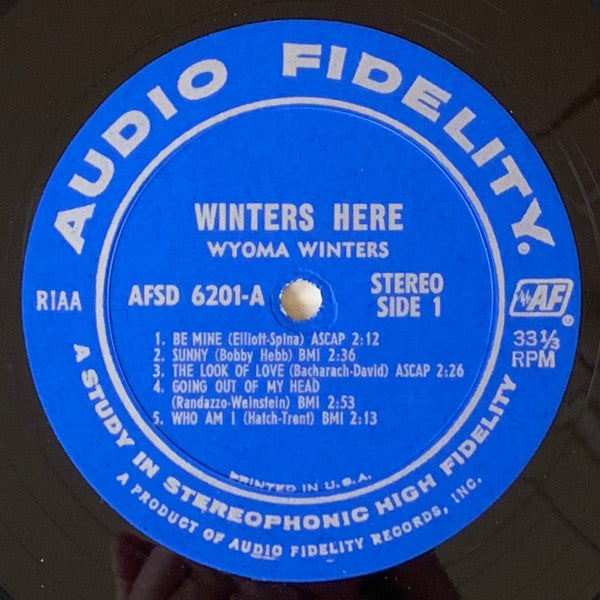 AUDIO FIDELITY.
WINTERS HERE
WYOMA WINTERS
RIAA
AFSD 6201-A
STEREO
SIDE 1
AF
33 1/3
RPM
1. BE MINE (Elliott-Spina) ASCAP 2:12
2. SUNNY (Bobby Hebb) BMI 2:36
3. THE LOOK OF LOVE (Bacharach-David) ASCAP 2:26
4. GOING OUT OF MY HEAD
(Randazzo-Weinstein) BMI 2:53
5. WHO AM I (Hatch-Trent) BMI 2:13
PRINTED IN U.S.A.
A STUDY IN STEREOPHONIC HIGH FIDELITY
A PRODUCT OF AUDIO FIDELITY RECORDS, INC.